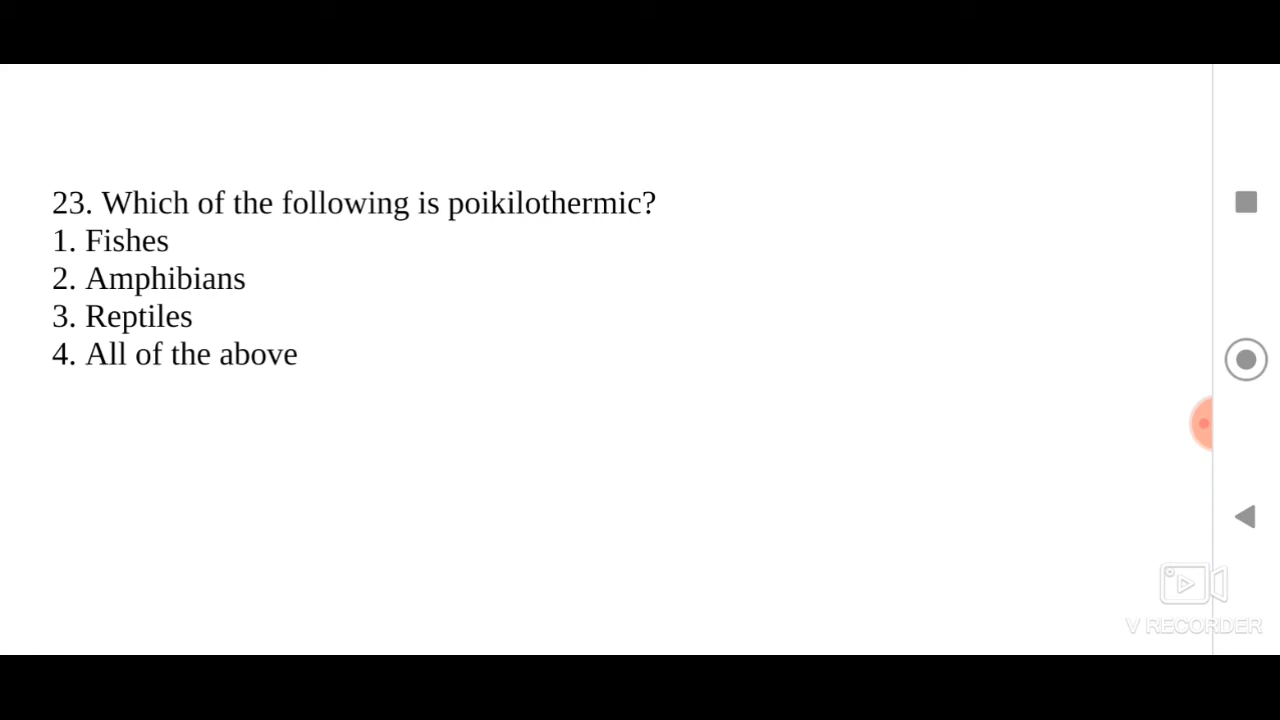 23. Which of the following is poikilothermic?
1. Fishes
2. Amphibians
3. Reptiles
4. All of the above
V RECORDER